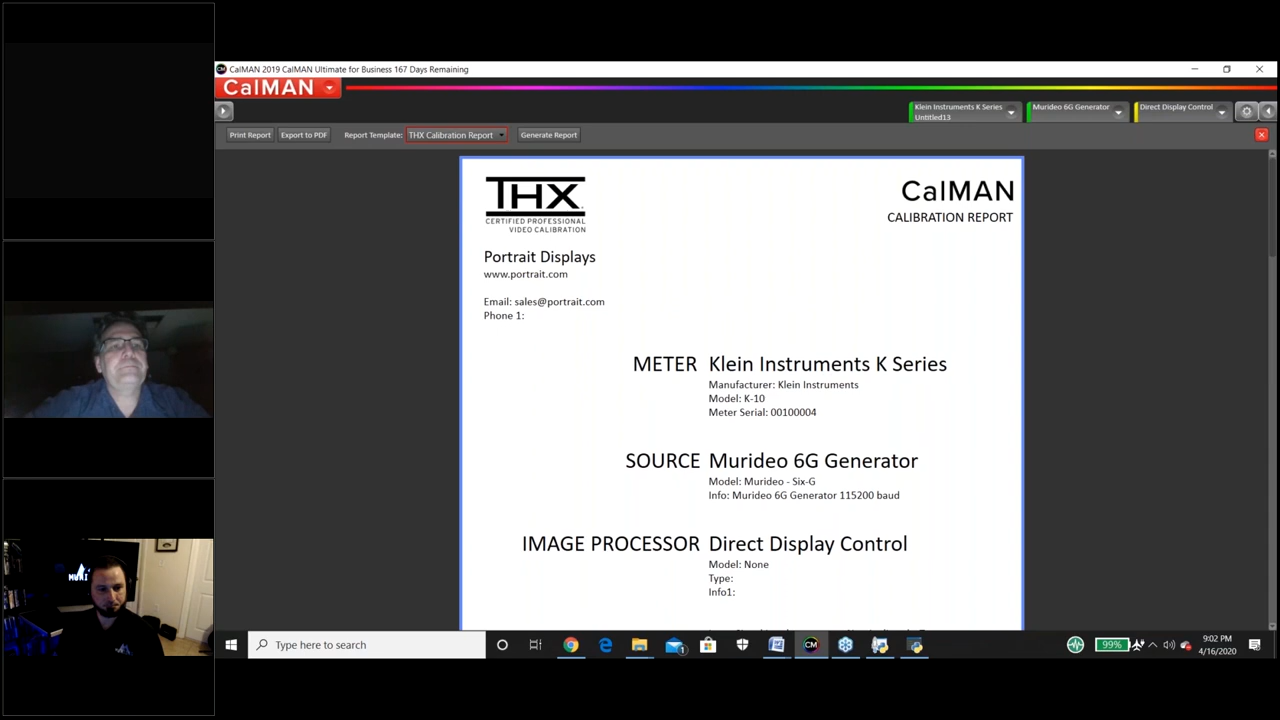 CalMAN 2019 CalMAN Ultimate for Business 167 Days Remaining
CalMAN
Klein Instruments K Series
Untitled13
Murideo 6G Generator
Direct Display Control
Print Report
Export to PDF
Report Template:
THX Calibration Report
Generate Report
THX
CERTIFIED PROFESSIONAL
VIDEO CALIBRATION
CalMAN
CALIBRATION REPORT
Portrait Displays
www.portrait.com
Email: sales@portrait.com
Phone 1:
METER Klein Instruments K Series
Manufacturer: Klein Instruments
Model: K-10
Meter Serial: 00100004
SOURCE Murideo 6G Generator
Model: Murideo - Six-G
Info: Murideo 6G Generator 115200 baud
IMAGE PROCESSOR Direct Display Control
Model: None
Type:
Info1:
Type here to search
1
CM
99%
9:02 PM
4/16/2020